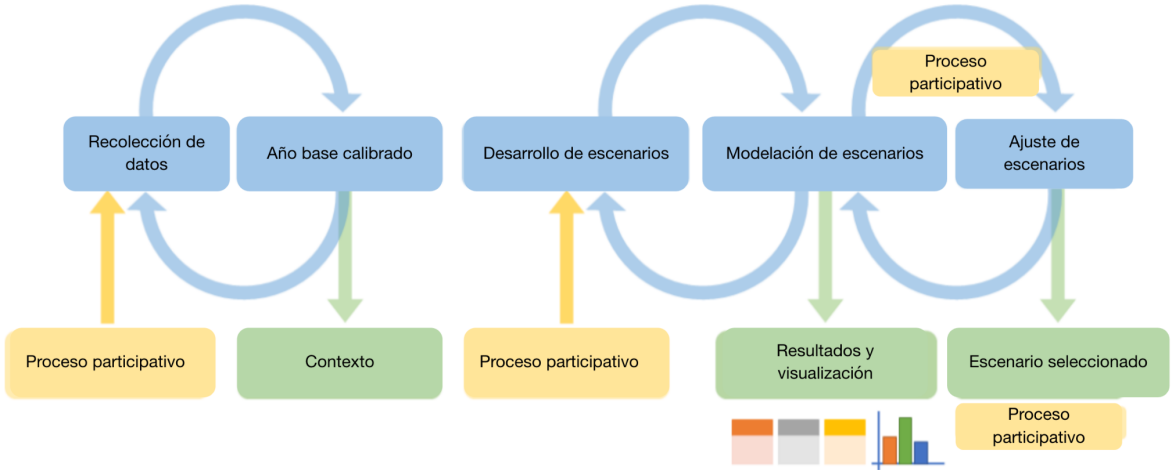 Proceso
participativo
Recolección de
datos
Año base calibrado
Desarrollo de escenarios
Modelación de escenarios
Ajuste de
escenarios
Proceso participativo
Contexto
Proceso participativo
Resultados y
visualización
Escenario seleccionado
Proceso
participativo